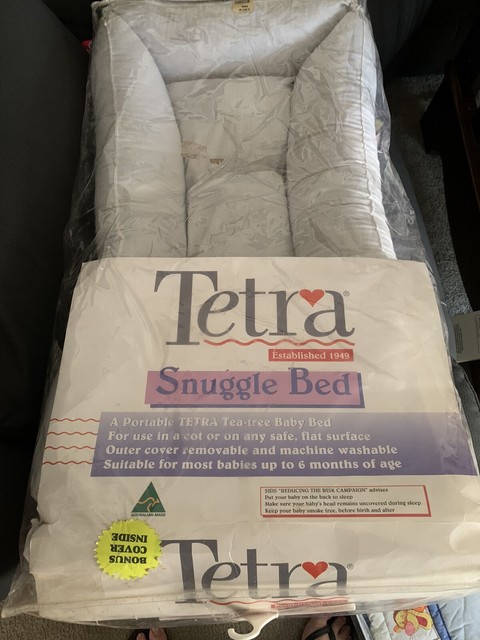 Tetra®
Established 1949
Snuggle Bed
A Portable TETRA Tea-tree Baby Bed
For use in a cot or on any safe, flat surface
Outer cover removable and machine washable
Suitable for most babies up to 6 months of age
AUSTRALIAN MADE
SIDS "REDUCING THE RISK CAMPAIGN" advises
Put your baby on the back to sleep
Make sure your baby's head remains uncovered during sleep
Keep your baby smoke free, before birth and after
BONUS
COVER
INSIDE
Tetra®